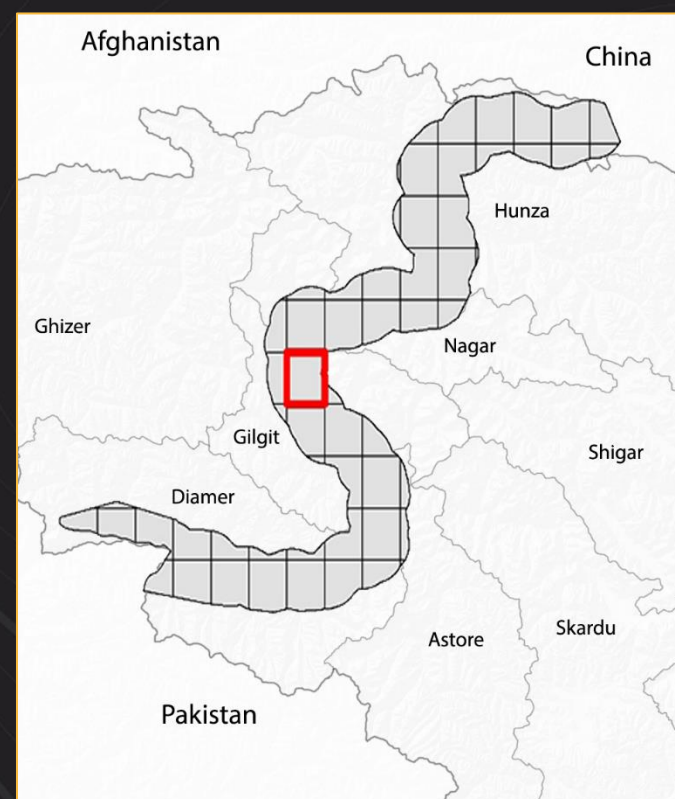 Afghanistan
China
Hunza
Ghizer
Nagar
Gilgit
Shigar
Diamer
Skardu
Astore
Pakistan